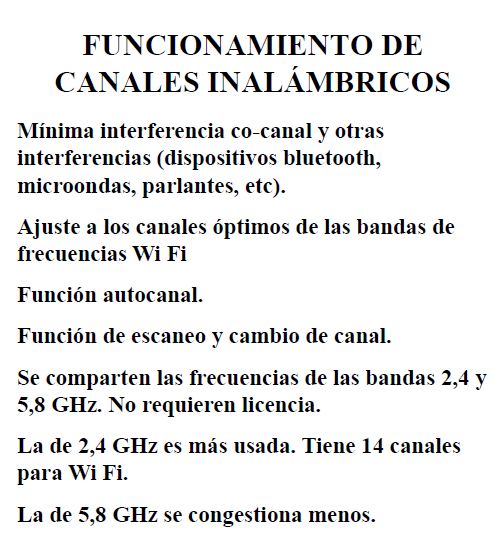 FUNCIONAMIENTO DE
CANALES INALÁMBRICOS
Mínima interferencia co-canal y otras
interferencias (dispositivos bluetooth,
microondas, parlantes, etc).
Ajuste a los canales óptimos de las bandas de
frecuencias Wi Fi
Función autocanal.
Función de escaneo y cambio de canal.
Se comparten las frecuencias de las bandas 2,4 y
5,8 GHz. No requieren licencia.
La de 2,4 GHz es más usada. Tiene 14 canales
para Wi Fi.
La de 5,8 GHz se congestiona menos.